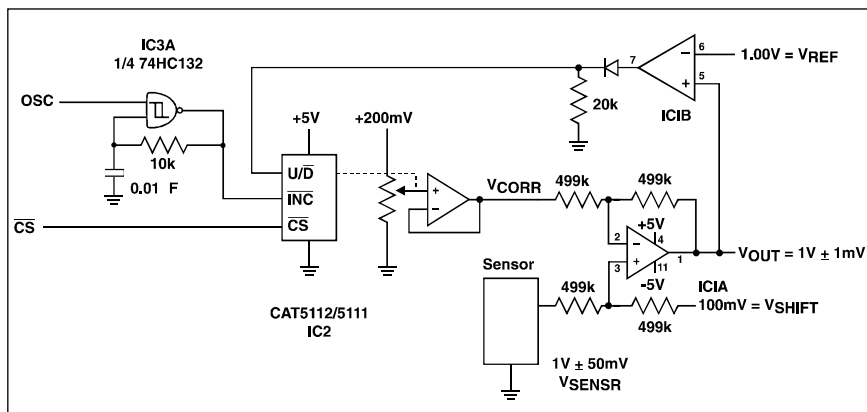 IC3A
1/4 74HC132
OSC
10k
0.01 F
CS
+5V
U/D
INC
CS
CAT5112/5111
IC2
+200mV
VCORR
499k
499k
20k
7
6
5
ICIB
1.00V = VREF
+5V
4
2
3
1
11
-5V
VOUT = 1V ± 1mV
ICIA
100mV = VSHIFT
499k
499k
Sensor
1V ± 50mV
VSENSR